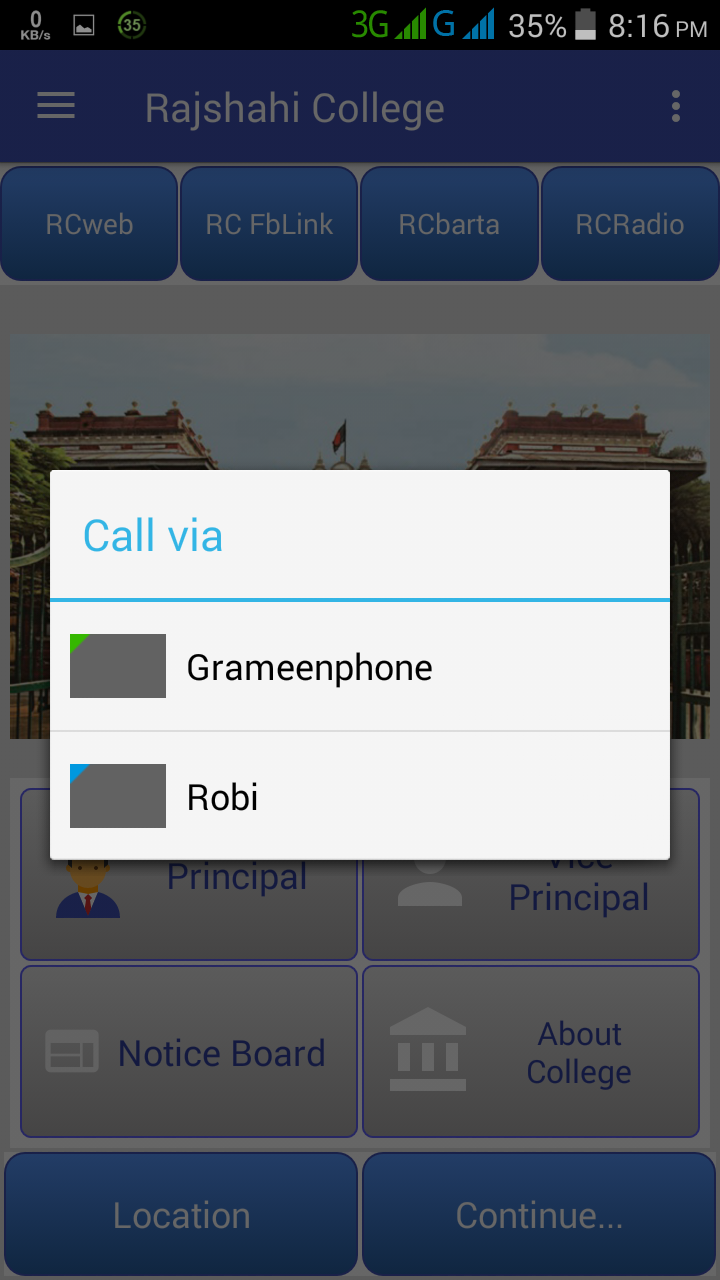 0
KB/s
35
3G
G
35%
8:16 PM
Rajshahi College
RCweb
RC FbLink
RCbarta
RCRadio
Call via
Grameenphone
Robi
Principal
Vice
Principal
Notice Board
About
College
Location
Continue...